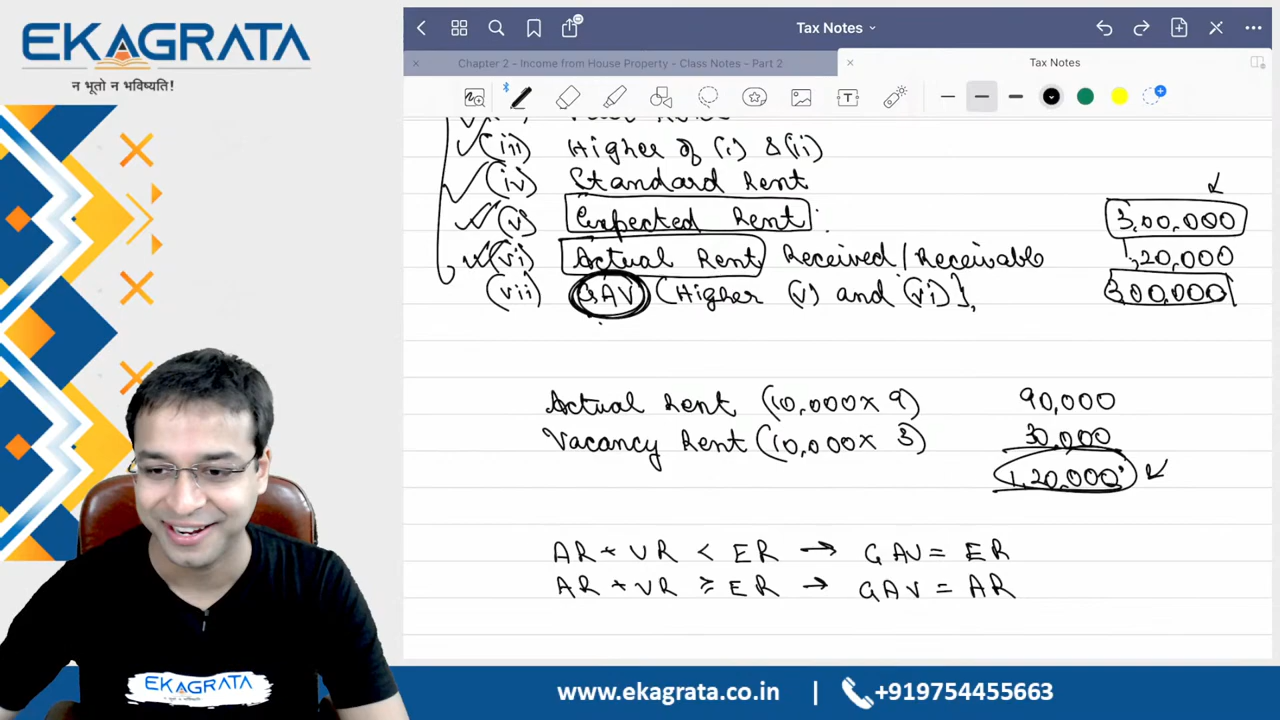 EKAGRATA
न भूतो न भविष्यति!
Tax Notes
Chapter 2 - Income from House Property - Class Notes - Part 2
Tax Notes
(iii) Higher of (i) & (ii)
(iv) Standard Rent
(v) Expected Rent 3,00,000
(vi) Actual Rent Received/Receivable 1,20,000
(vii) GAV (Higher (v) and (vi)] 3,00,000
Actual Rent (10,000 x 9) 90,000
Vacancy Rent (10,000 x 3) 30,000
1,20,000
AR + VR < ER → GAV = ER
AR + VR ≥ ER → GAV = AR
EKAGRATA
www.ekagrata.co.in | +919754455663